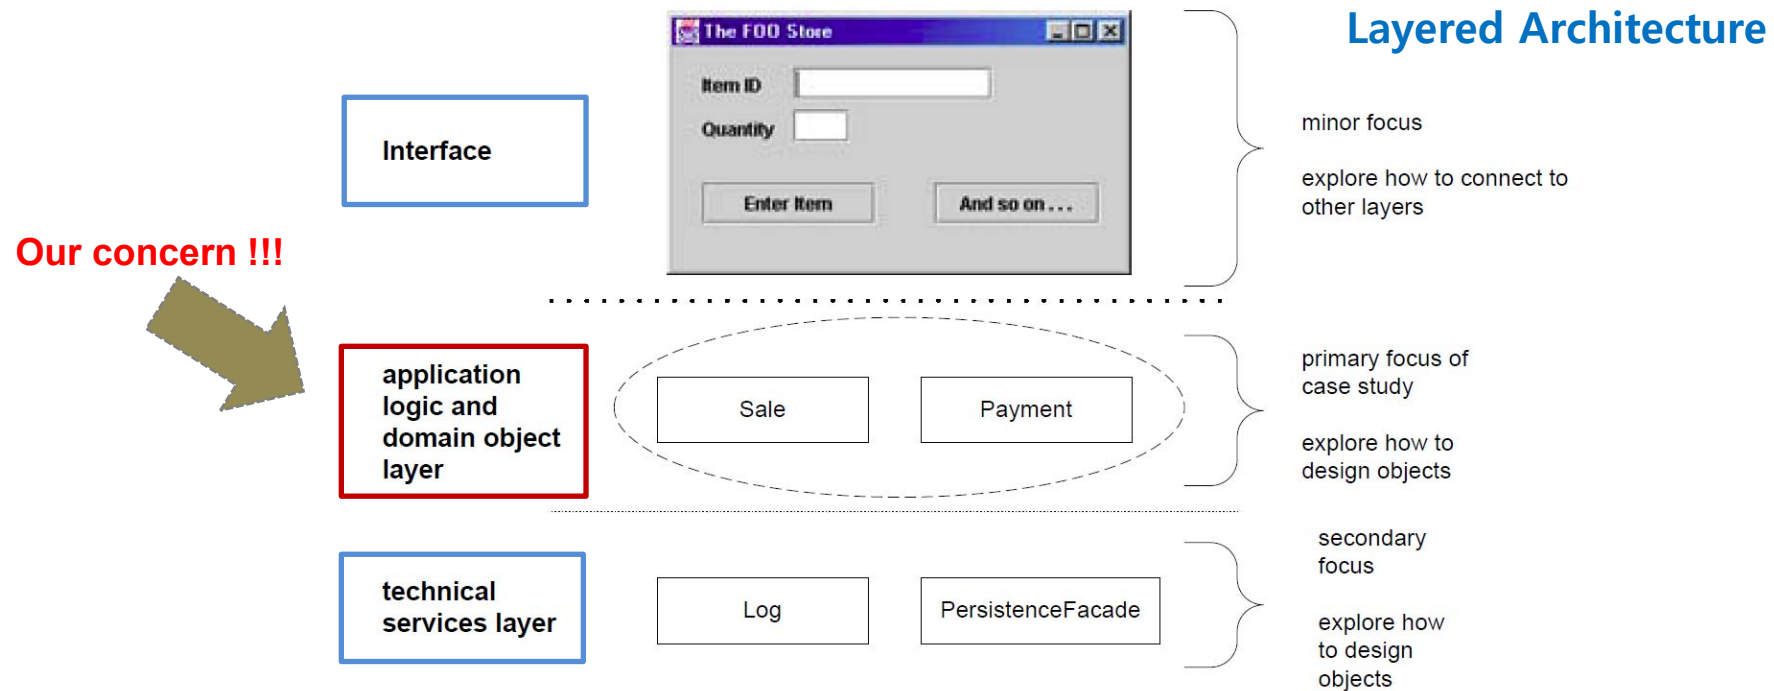 Layered Architecture
The FOO Store
Item ID
Quantity
Enter Item
And so on . . .
Interface
minor focus
explore how to connect to
other layers
Our concern !!!
application
logic and
domain object
layer
Sale
Payment
primary focus of
case study
explore how to
design objects
technical
services layer
Log
PersistenceFacade
secondary
focus
explore how
to design
objects